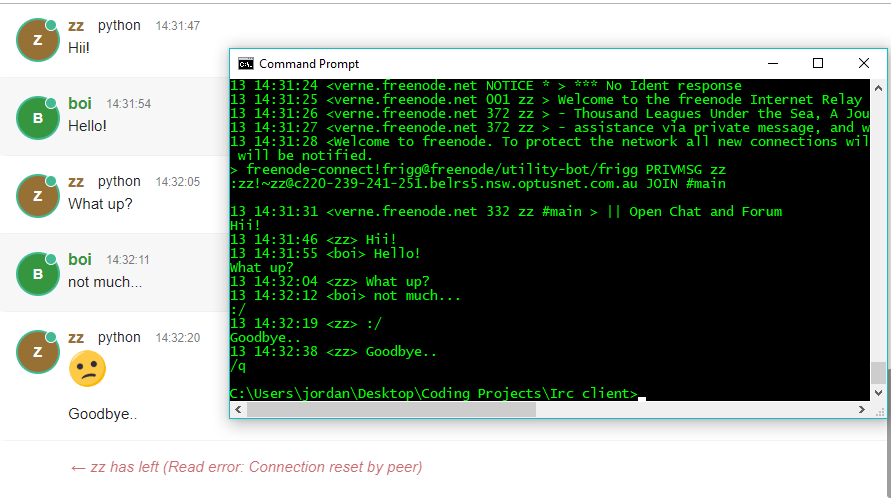 Z
zz python 14:31:47
Hii!
B
boi 14:31:54
Hello!
Z
zz python 14:32:05
What up?
B
boi 14:32:11
not much...
Z
zz python 14:32:20
Goodbye..
← zz has left (Read error: Connection reset by peer)
C:\.
Command Prompt
13 14:31:24 <verne.freenode.net NOTICE * > *** No Ident response
13 14:31:25 <verne.freenode.net 001 zz > Welcome to the freenode Internet Relay
13 14:31:26 <verne.freenode.net 372 zz > - Thousand Leagues Under the Sea, A Jou
13 14:31:27 <verne.freenode.net 372 zz > - assistance via private message, and w
13 14:31:28 <Welcome to freenode. To protect the network all new connections wil
will be notified.
> freenode-connect!frigg@freenode/utility-bot/frigg PRIVMSG zz
:zz!~zz@c220-239-241-251.belrs5.nsw.optusnet.com.au JOIN #main
13 14:31:31 <verne.freenode.net 332 zz #main > || Open Chat and Forum
Hii!
13 14:31:46 <zz> Hii!
13 14:31:55 <boi> Hello!
What up?
13 14:32:04 <zz> What up?
13 14:32:12 <boi> not much...
:/
13 14:32:19 <zz> :/
Goodbye..
13 14:32:38 <zz> Goodbye..
/q
C:\Users\jordan\Desktop\Coding Projects\Irc client>